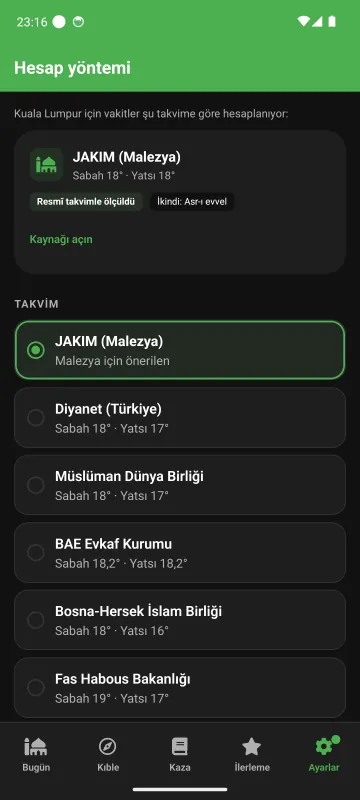 23:16
Hesap yöntemi
Kuala Lumpur için vakitler şu takvime göre hesaplanıyor:
JAKIM (Malezya)
Sabah 18° · Yatsı 18°
Resmî takvimle ölçüldü
İkindi: Asr-ı evvel
Kaynağı açın
TAKVİM
JAKIM (Malezya)
Malezya için önerilen
Diyanet (Türkiye)
Sabah 18° · Yatsı 17°
Müslüman Dünya Birliği
Sabah 18° · Yatsı 17°
BAE Evkaf Kurumu
Sabah 18,2° · Yatsı 18,2°
Bosna-Hersek İslam Birliği
Sabah 18° · Yatsı 16°
Fas Habous Bakanlığı
Sabah 19° · Yatsı 17°
Bugün
Kıble
Kaza
İlerleme
Ayarlar